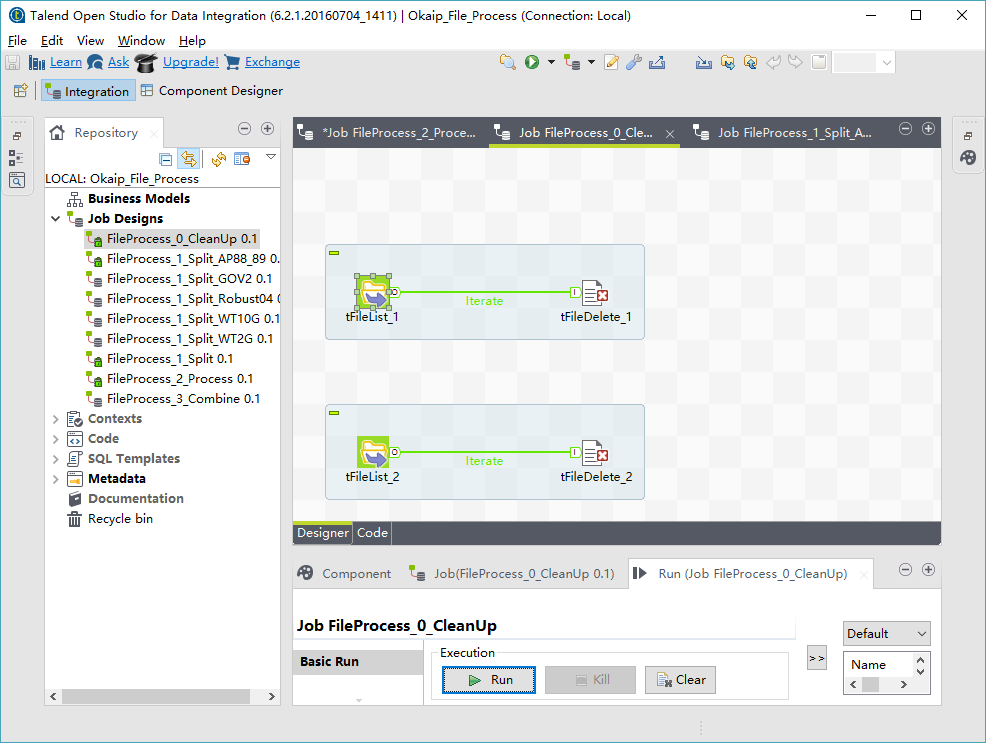 Talend Open Studio for Data Integration (6.2.1.20160704_1411) | Okaip_File_Process (Connection: Local)
File Edit View Window Help
Learn Ask Upgrade! Exchange
Integration Component Designer
Repository
LOCAL: Okaip_File_Process
Business Models
Job Designs
FileProcess_0_CleanUp 0.1
FileProcess_1_Split_AP88_89 0.
FileProcess_1_Split_GOV2 0.1
FileProcess_1_Split_Robust04 0
FileProcess_1_Split_WT10G 0.1
FileProcess_1_Split_WT2G 0.1
FileProcess_1_Split 0.1
FileProcess_2_Process 0.1
FileProcess_3_Combine 0.1
Contexts
Code
SQL Templates
Metadata
Documentation
Recycle bin
*Job FileProcess_2_Proce... Job FileProcess_0_Cle... Job FileProcess_1_Split_A...
O Iterate I
tFileList_1 tFileDelete_1
O Iterate I
tFileList_2 tFileDelete_2
Designer Code
Component Job(FileProcess_0_CleanUp 0.1) Run (Job FileProcess_0_CleanUp)
Job FileProcess_0_CleanUp
Basic Run
Execution
Run Kill Clear
>>
Default
Name